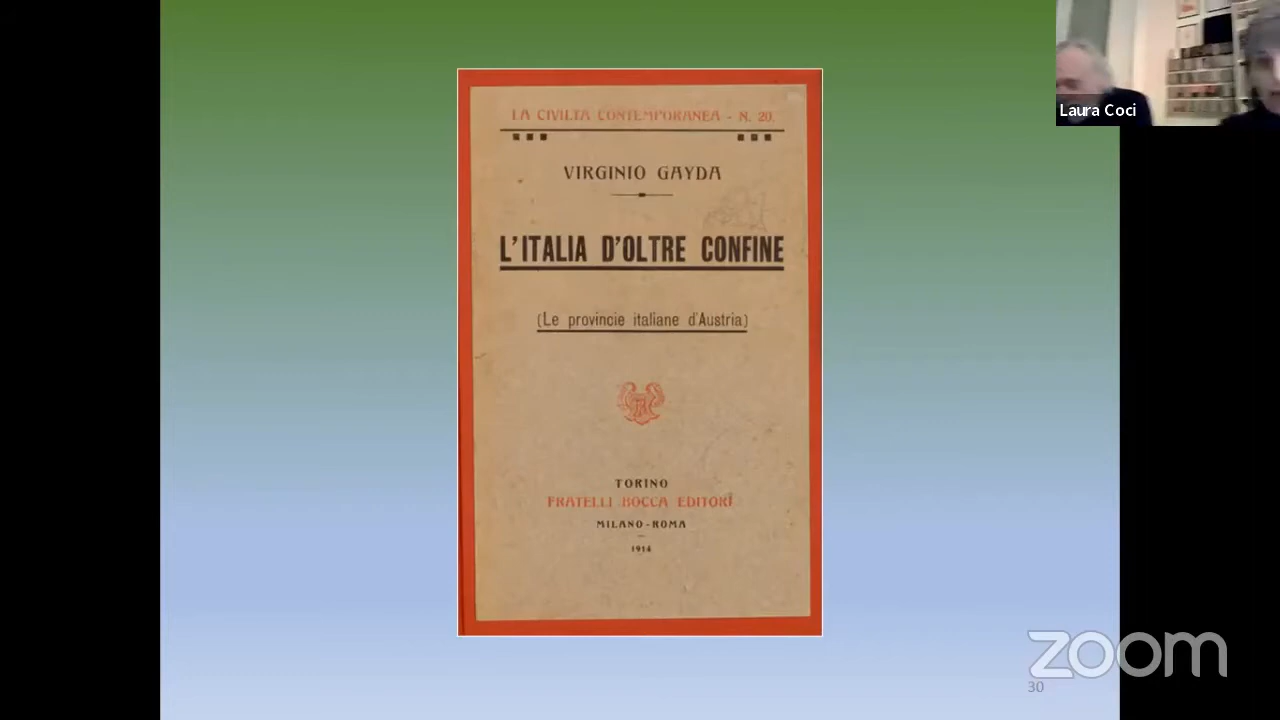 LA CIVILTÀ CONTEMPORANEA - N. 20.
VIRGINIO GAYDA
L'ITALIA D'OLTRE CONFINE
(Le provincie italiane d'Austria)
TORINO
FRATELLI BOCCA EDITORI
MILANO-ROMA
1914
Laura Coci
zoom
30